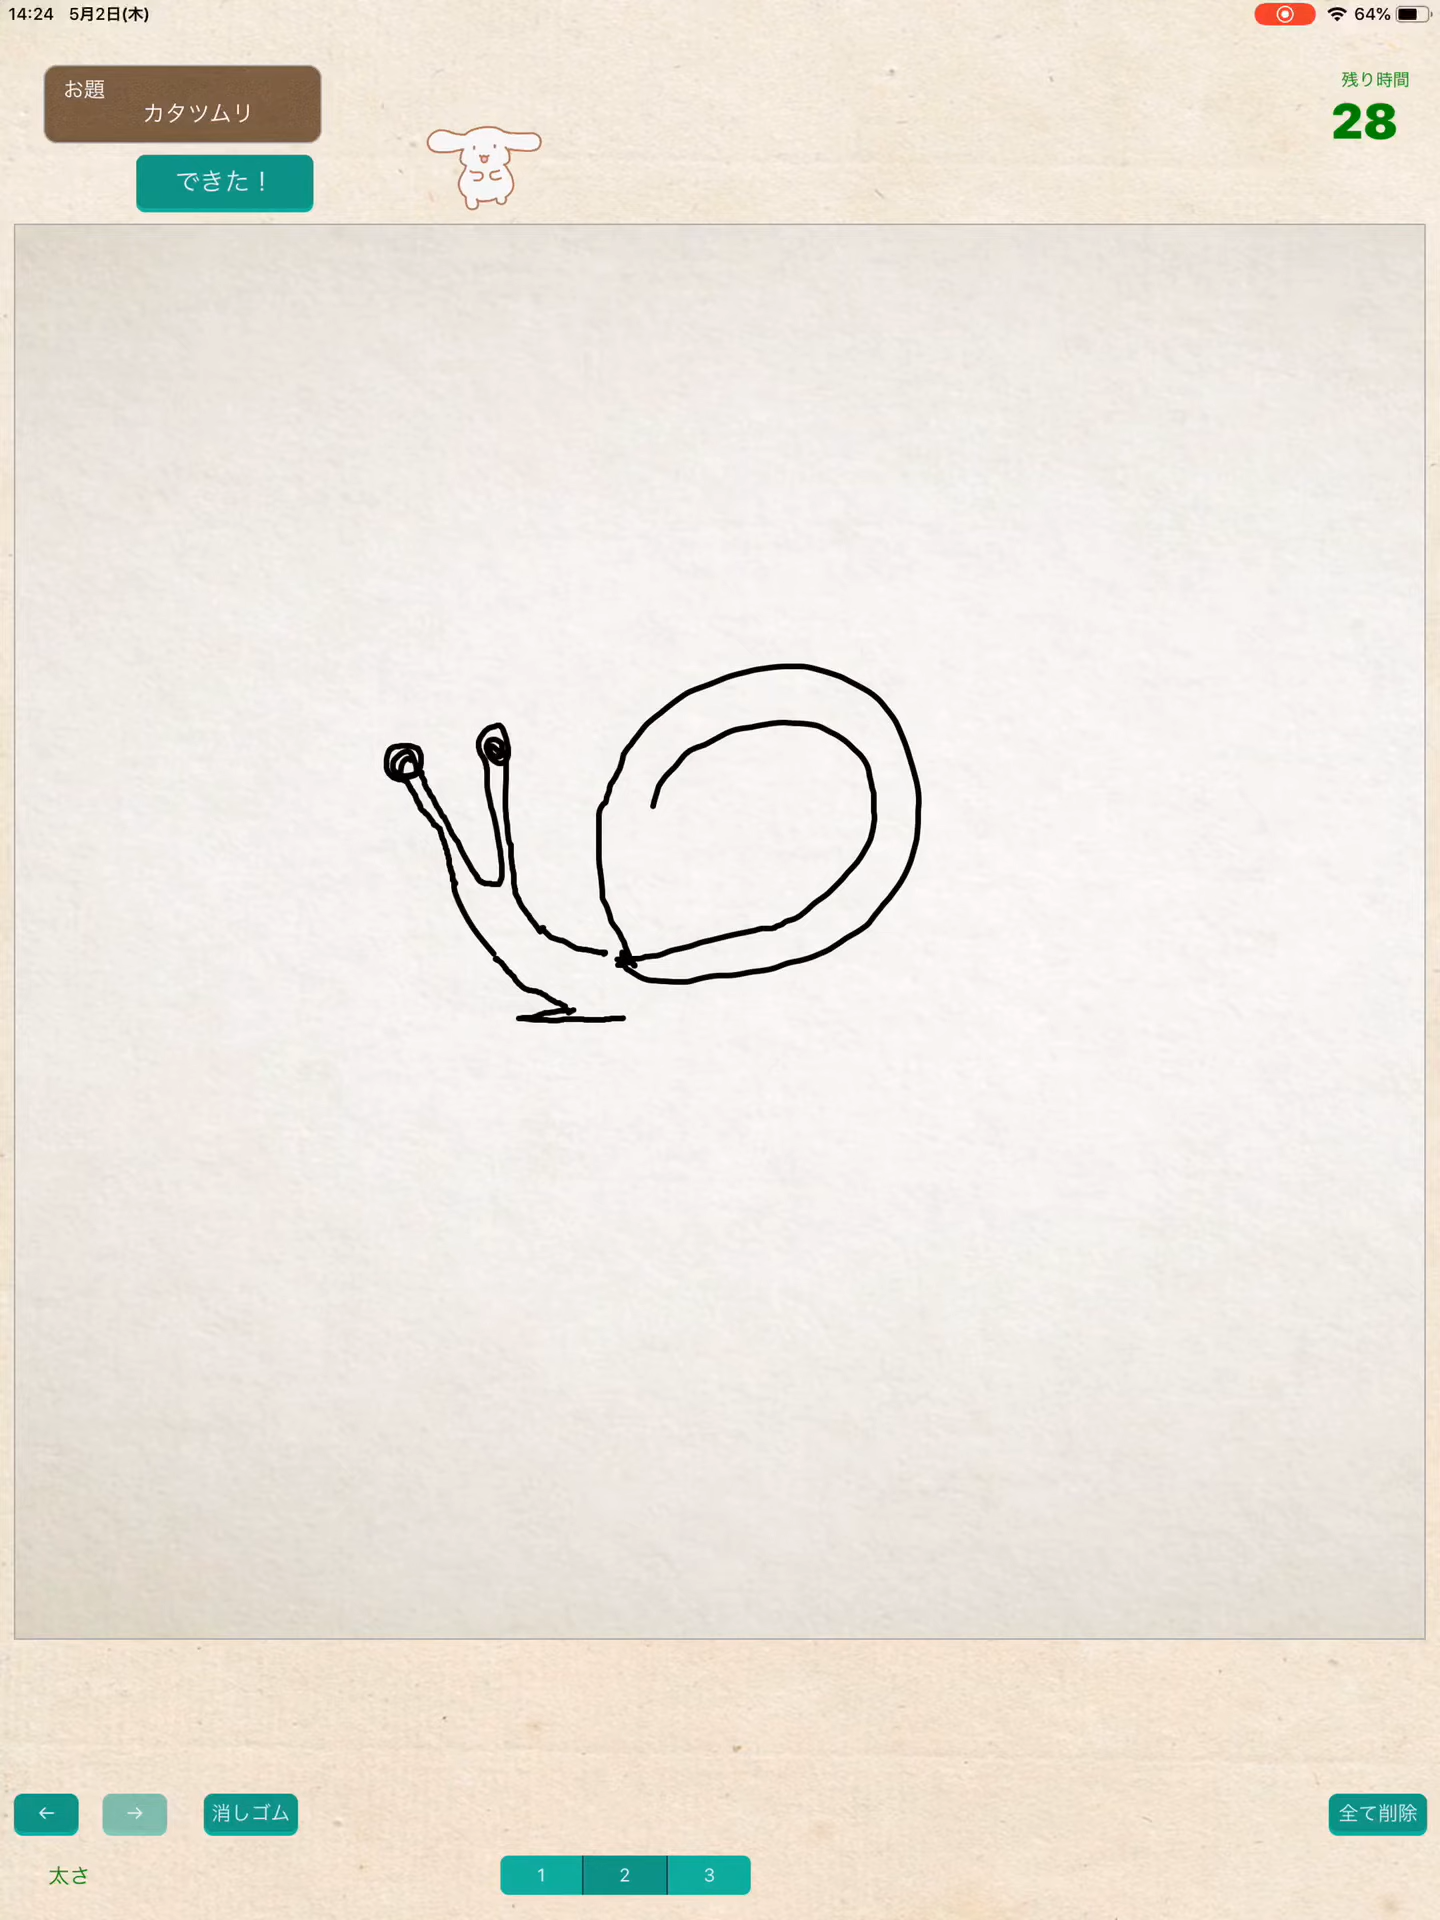 14:24 5月2日(木)
64%
お題
カタツムリ
残り時間
28
できた！
← → 消しゴム
全て削除
太さ
1 2 3